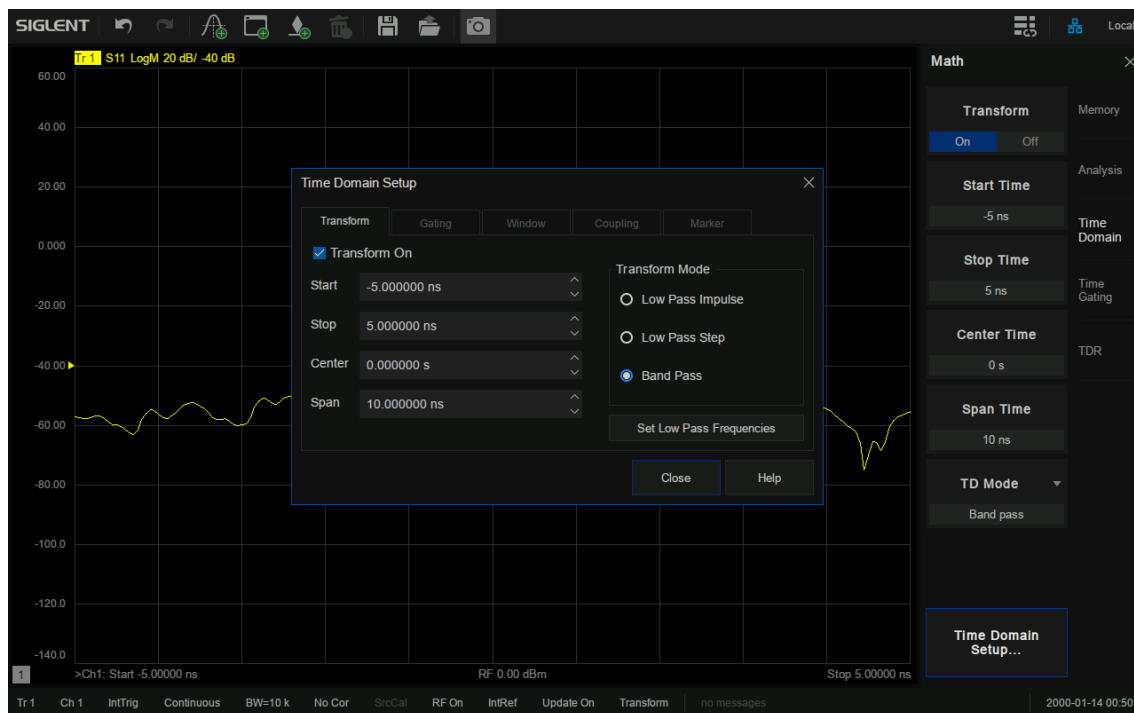 SIGLENT
Local
Tr 1 S11 LogM 20 dB/ -40 dB
60.00
40.00
20.00
0.000
-20.00
-40.00
-60.00
-80.00
-100.0
-120.0
-140.0
Time Domain Setup
Transform Gating Window Coupling Marker
Transform On
Start -5.000000 ns
Stop 5.000000 ns
Center 0.000000 s
Span 10.000000 ns
Transform Mode
Low Pass Impulse
Low Pass Step
Band Pass
Set Low Pass Frequencies
Close Help
Math
Transform
On Off
Start Time
-5 ns
Stop Time
5 ns
Center Time
0 s
Span Time
10 ns
TD Mode
Band pass
Time Domain
Setup...
Memory
Analysis
Time
Domain
Time
Gating
TDR
1 >Ch1: Start -5.00000 ns RF 0.00 dBm Stop 5.00000 ns
Tr 1 Ch 1 IntTrig Continuous BW=10 k No Cor SrcCal RF On IntRef Update On Transform no messages 2000-01-14 00:50